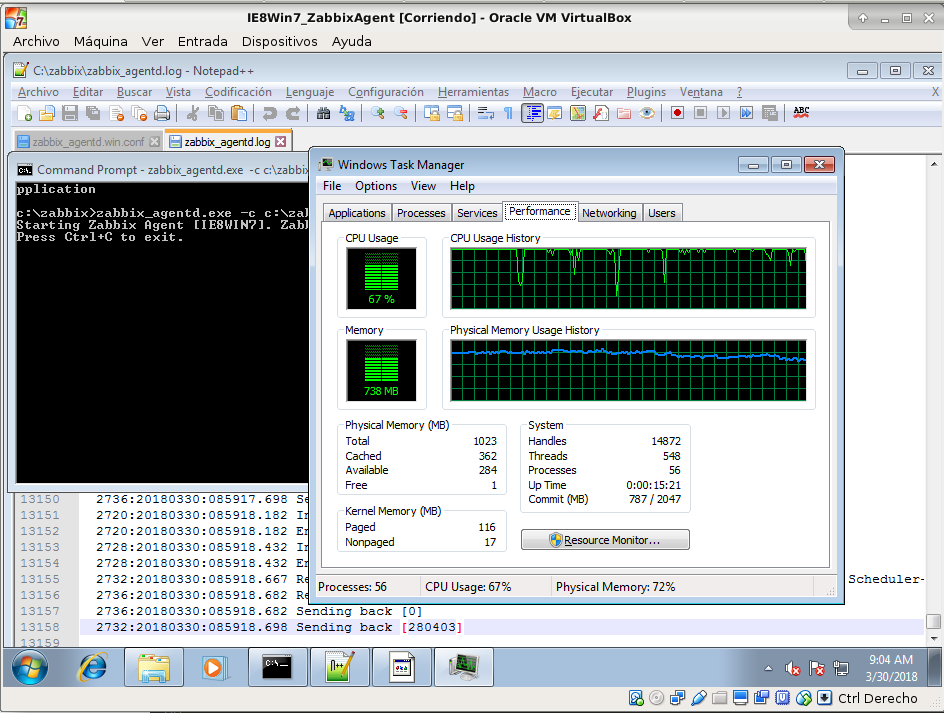 IE8Win7_ZabbixAgent [Corriendo] - Oracle VM VirtualBox
Archivo Máquina Ver Entrada Dispositivos Ayuda
C:\zabbix\zabbix_agentd.log - Notepad++
Archivo Editar Buscar Vista Codificación Lenguaje Configuración Herramientas Macro Ejecutar Plugins Ventana ? X
ABC
zabbix_agentd.win.conf zabbix_agentd.log
Command Prompt - zabbix_agentd.exe -c c:\zabbix
pplication
c:\zabbix>zabbix_agentd.exe -c c:\zab
Starting Zabbix Agent [IE8WIN7]. Zabb
Press Ctrl+C to exit.
Windows Task Manager
File Options View Help
Applications Processes Services Performance Networking Users
CPU Usage CPU Usage History
67 %
Memory Physical Memory Usage History
738 MB
Physical Memory (MB)
Total 1023
Cached 362
Available 284
Free 1
Kernel Memory (MB)
Paged 116
Nonpaged 17
System
Handles 14872
Threads 548
Processes 56
Up Time 0:00:15:21
Commit (MB) 787 / 2047
Resource Monitor...
Processes: 56 CPU Usage: 67% Physical Memory: 72%
13150 2736:20180330:085917.698 Se
13151 2720:20180330:085918.182 In
13152 2720:20180330:085918.182 En
13153 2728:20180330:085918.432 In
13154 2728:20180330:085918.432 En
13155 2732:20180330:085918.667 Re Scheduler-
13156 2736:20180330:085918.682 Re
13157 2736:20180330:085918.682 Sending back [0]
13158 2732:20180330:085918.698 Sending back [280403]
13159
9:04 AM
3/30/2018
Ctrl Derecho